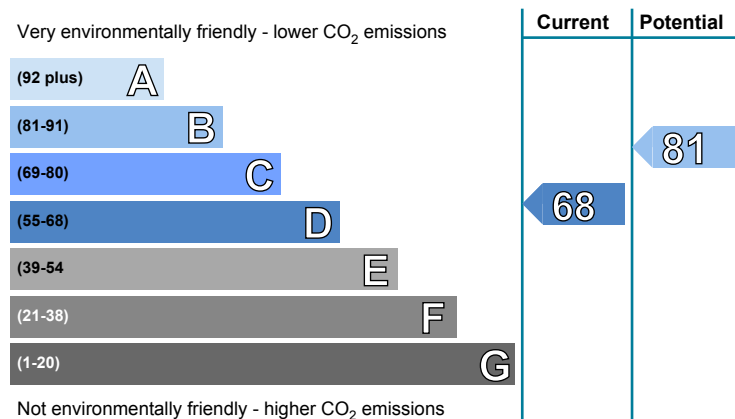 Very environmentally friendly - lower CO2 emissions
Current
Potential
(92 plus) A
(81-91) B
(69-80) C
(55-68) D
(39-54 E
(21-38) F
(1-20) G
68
81
Not environmentally friendly - higher CO2 emissions